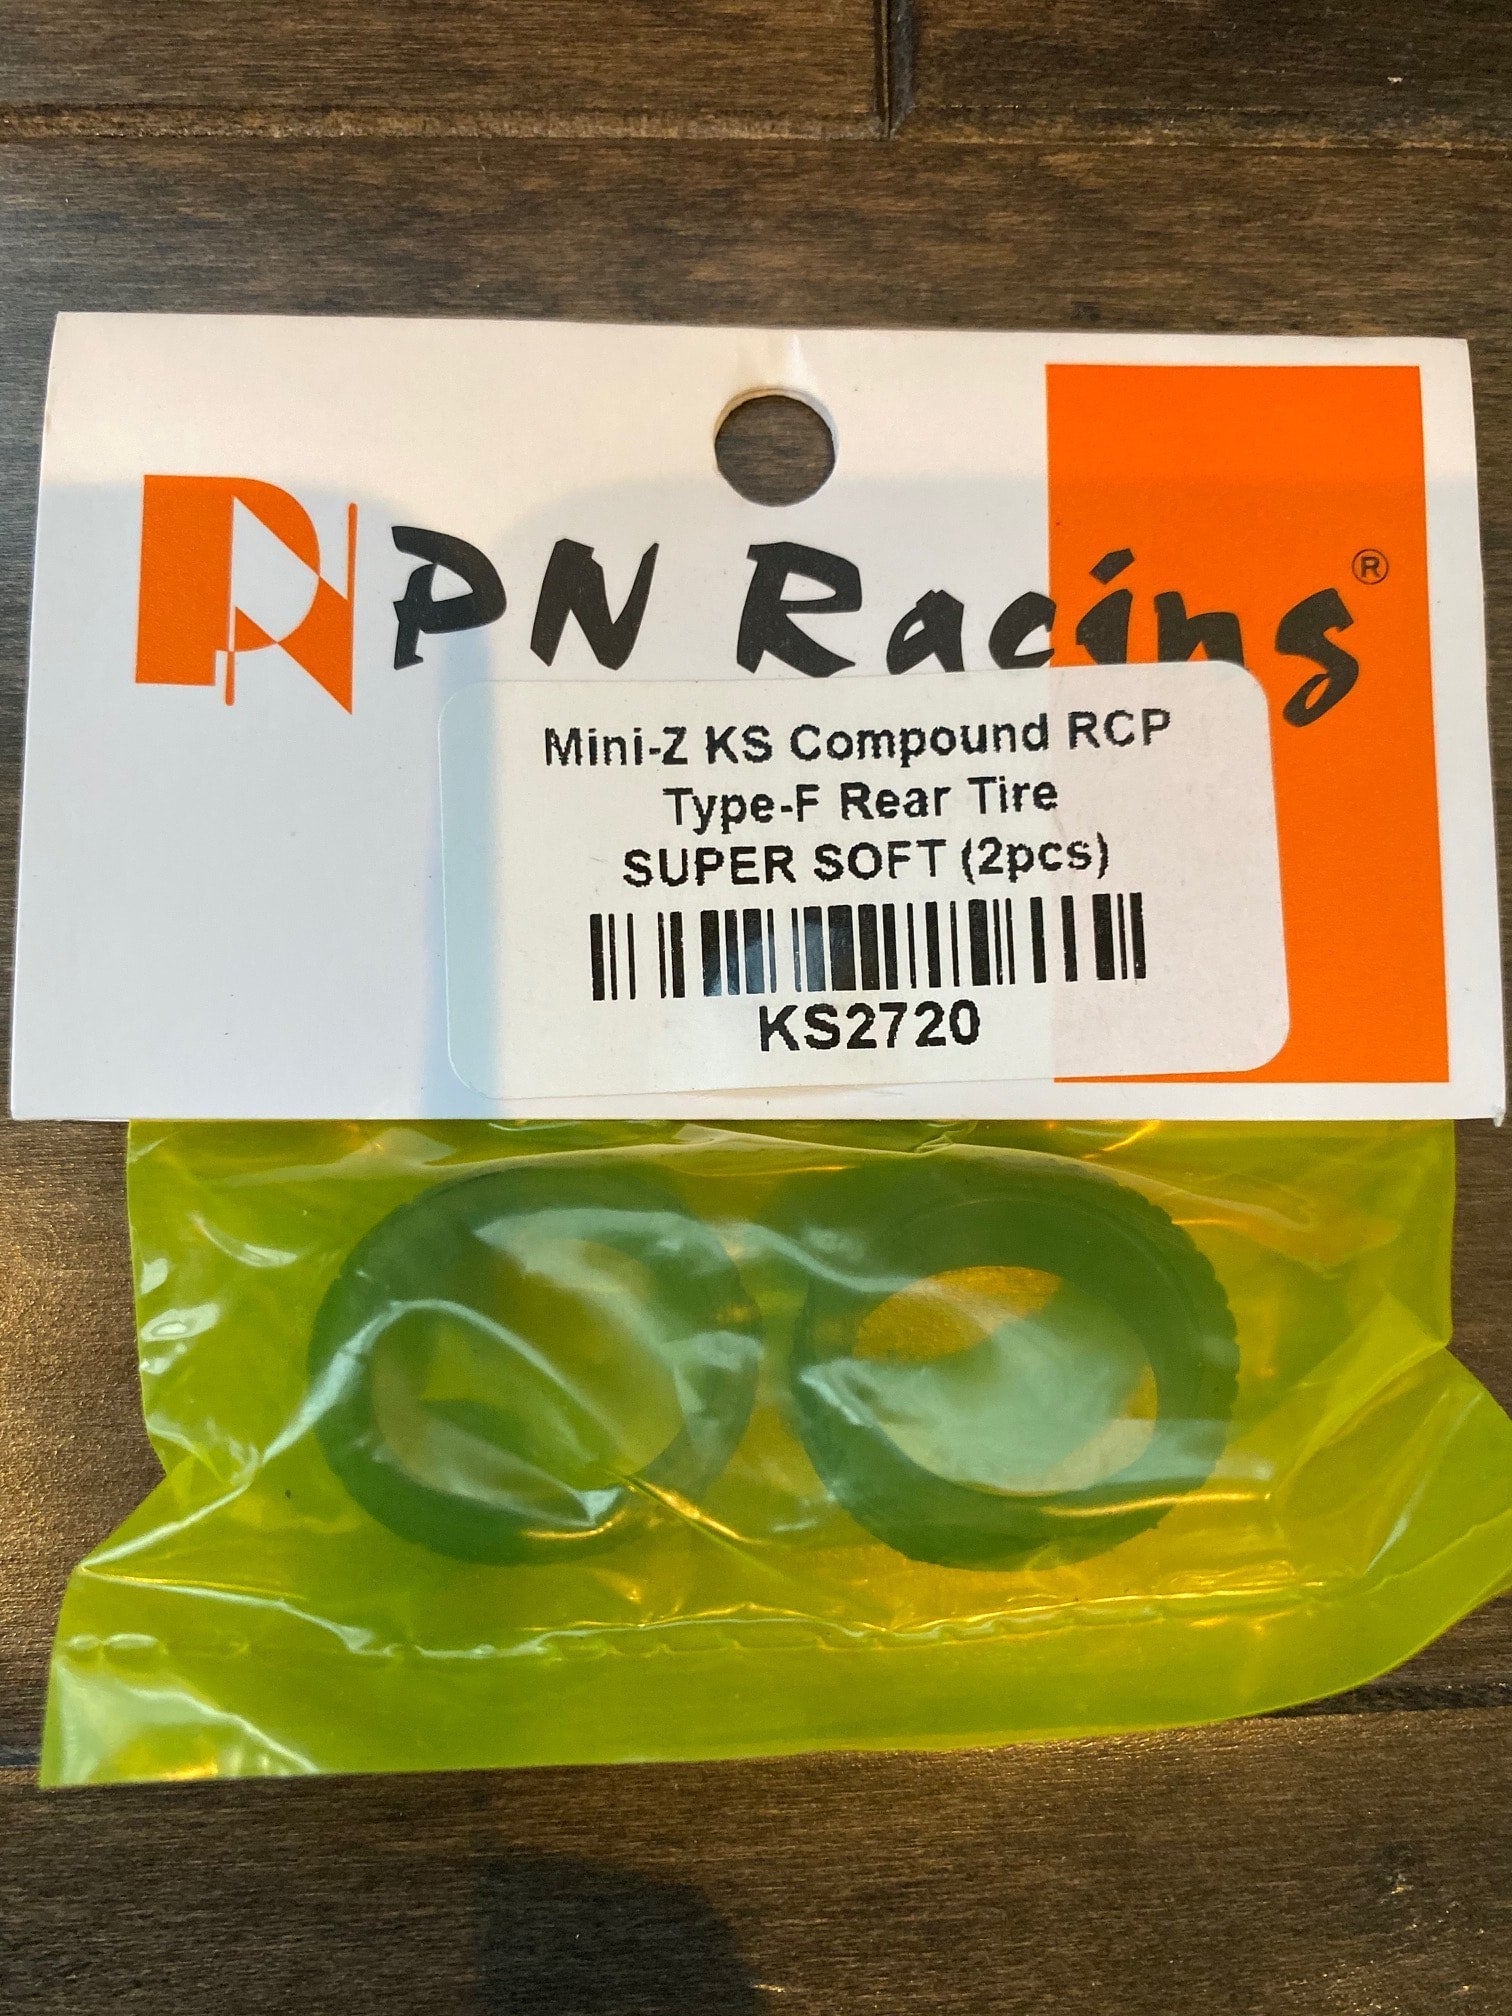 PN Racing®
Mini-Z KS Compound RCP
Type-F Rear Tire
SUPER SOFT (2pcs)
KS2720